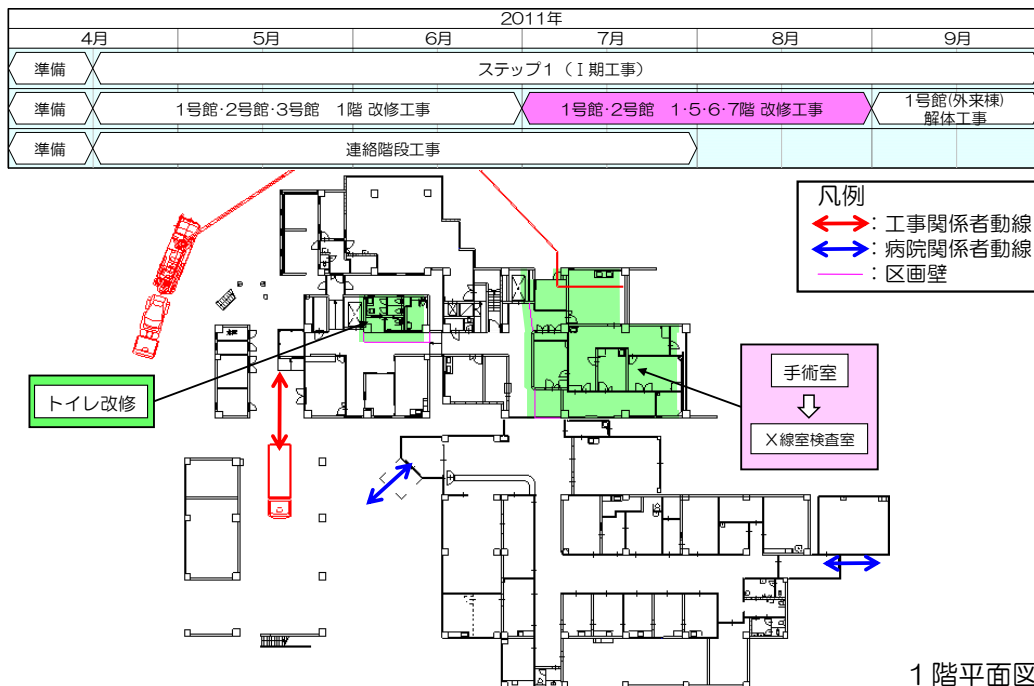 2011年
4月 5月 6月 7月 8月 9月
準備 ステップ1（Ⅰ期工事）
準備 1号館・2号館・3号館 1階 改修工事 1号館・2号館 1・5・6・7階 改修工事 1号館(外来棟)
解体工事
準備 連絡階段工事
凡例
：工事関係者動線
：病院関係者動線
：区画壁
トイレ改修
手術室
X線室検査室
1階平面図